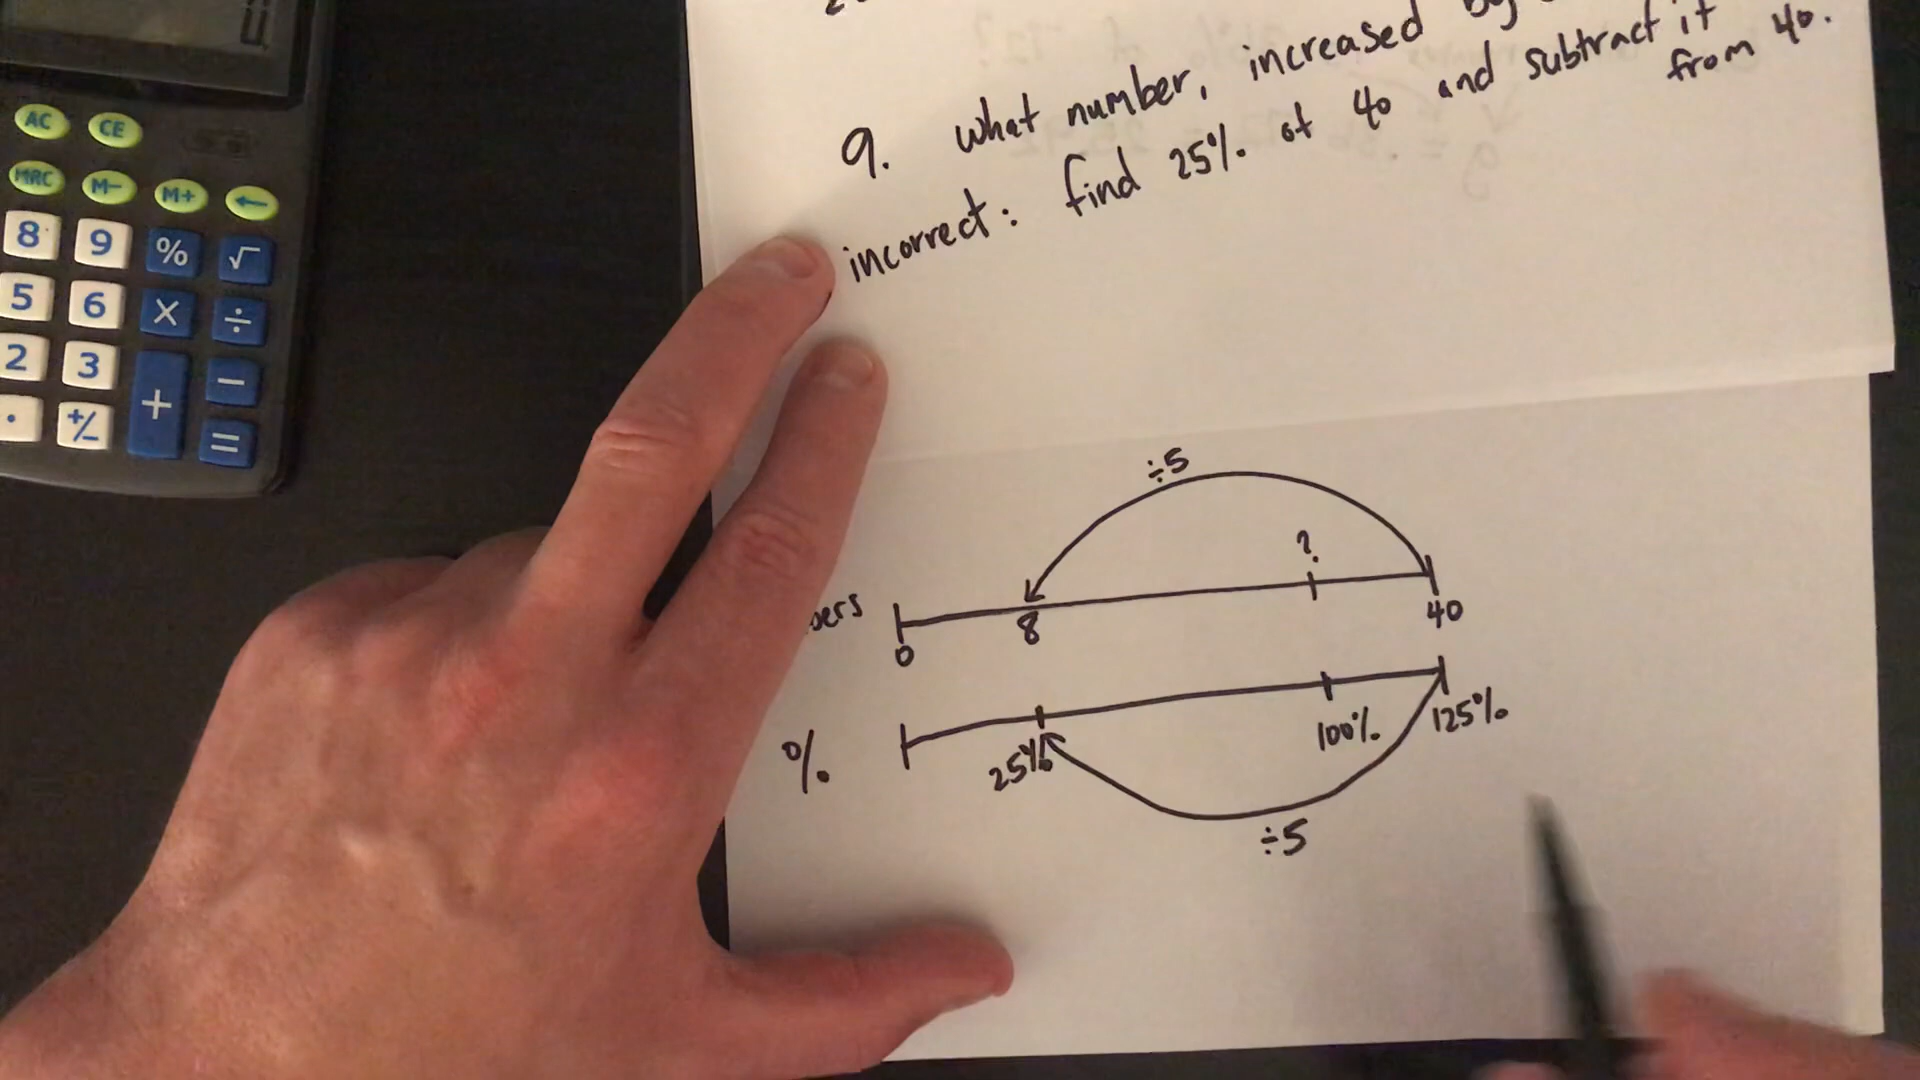 9. What number, increased by
incorrect: find 25% of 40 and subtract it
from 40.
÷5
?
0
8
40
%
25%
100%
125%
÷5
AC CE
MRC M- M+ ←
8 9 % √
5 6 X ÷
2 3 + −
. +/− =